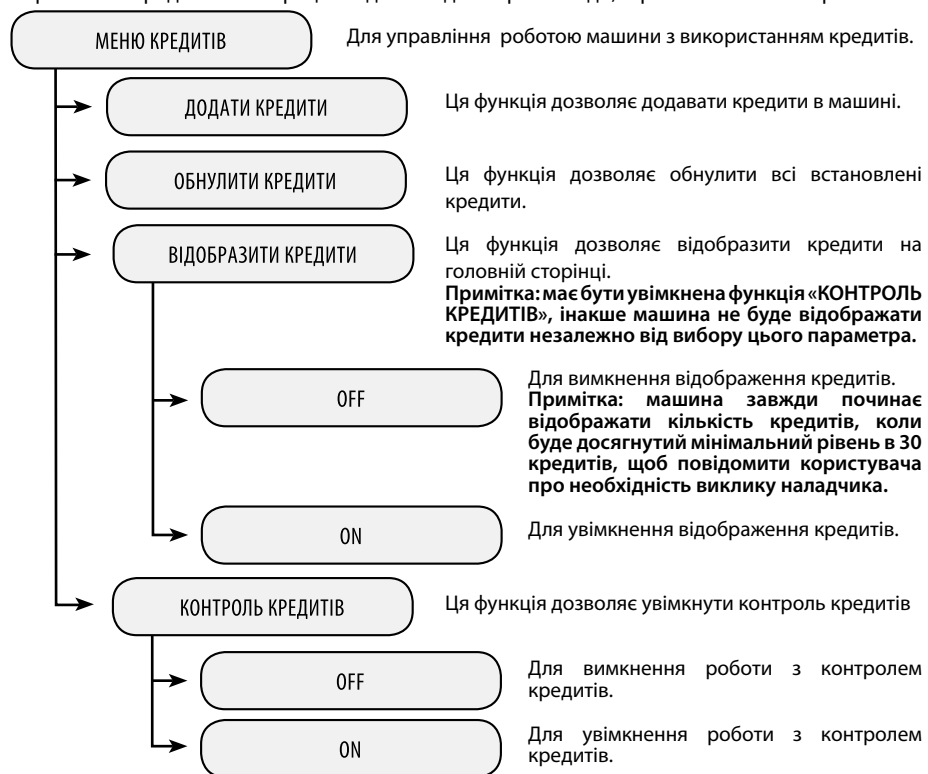 МЕНЮ КРЕДИТІВ
Для управління роботою машини з використанням кредитів.
ДОДАТИ КРЕДИТИ
Ця функція дозволяє додавати кредити в машині.
ОБНУЛИТИ КРЕДИТИ
Ця функція дозволяє обнулити всі встановлені
кредити.
ВІДОБРАЗИТИ КРЕДИТИ
Ця функція дозволяє відобразити кредити на
головній сторінці.
Примітка: має бути увімкнена функція «КОНТРОЛЬ
КРЕДИТІВ», інакше машина не буде відображати
кредити незалежно від вибору цього параметра.
OFF
Для вимкнення відображення кредитів.
Примітка: машина завжди починає
відображати кількість кредитів, коли
буде досягнутий мінімальний рівень в 30
кредитів, щоб повідомити користувача
про необхідність виклику наладчика.
ON
Для увімкнення відображення кредитів.
КОНТРОЛЬ КРЕДИТІВ
Ця функція дозволяє увімкнути контроль кредитів
OFF
Для вимкнення роботи з контролем
кредитів.
ON
Для увімкнення роботи з контролем
кредитів.